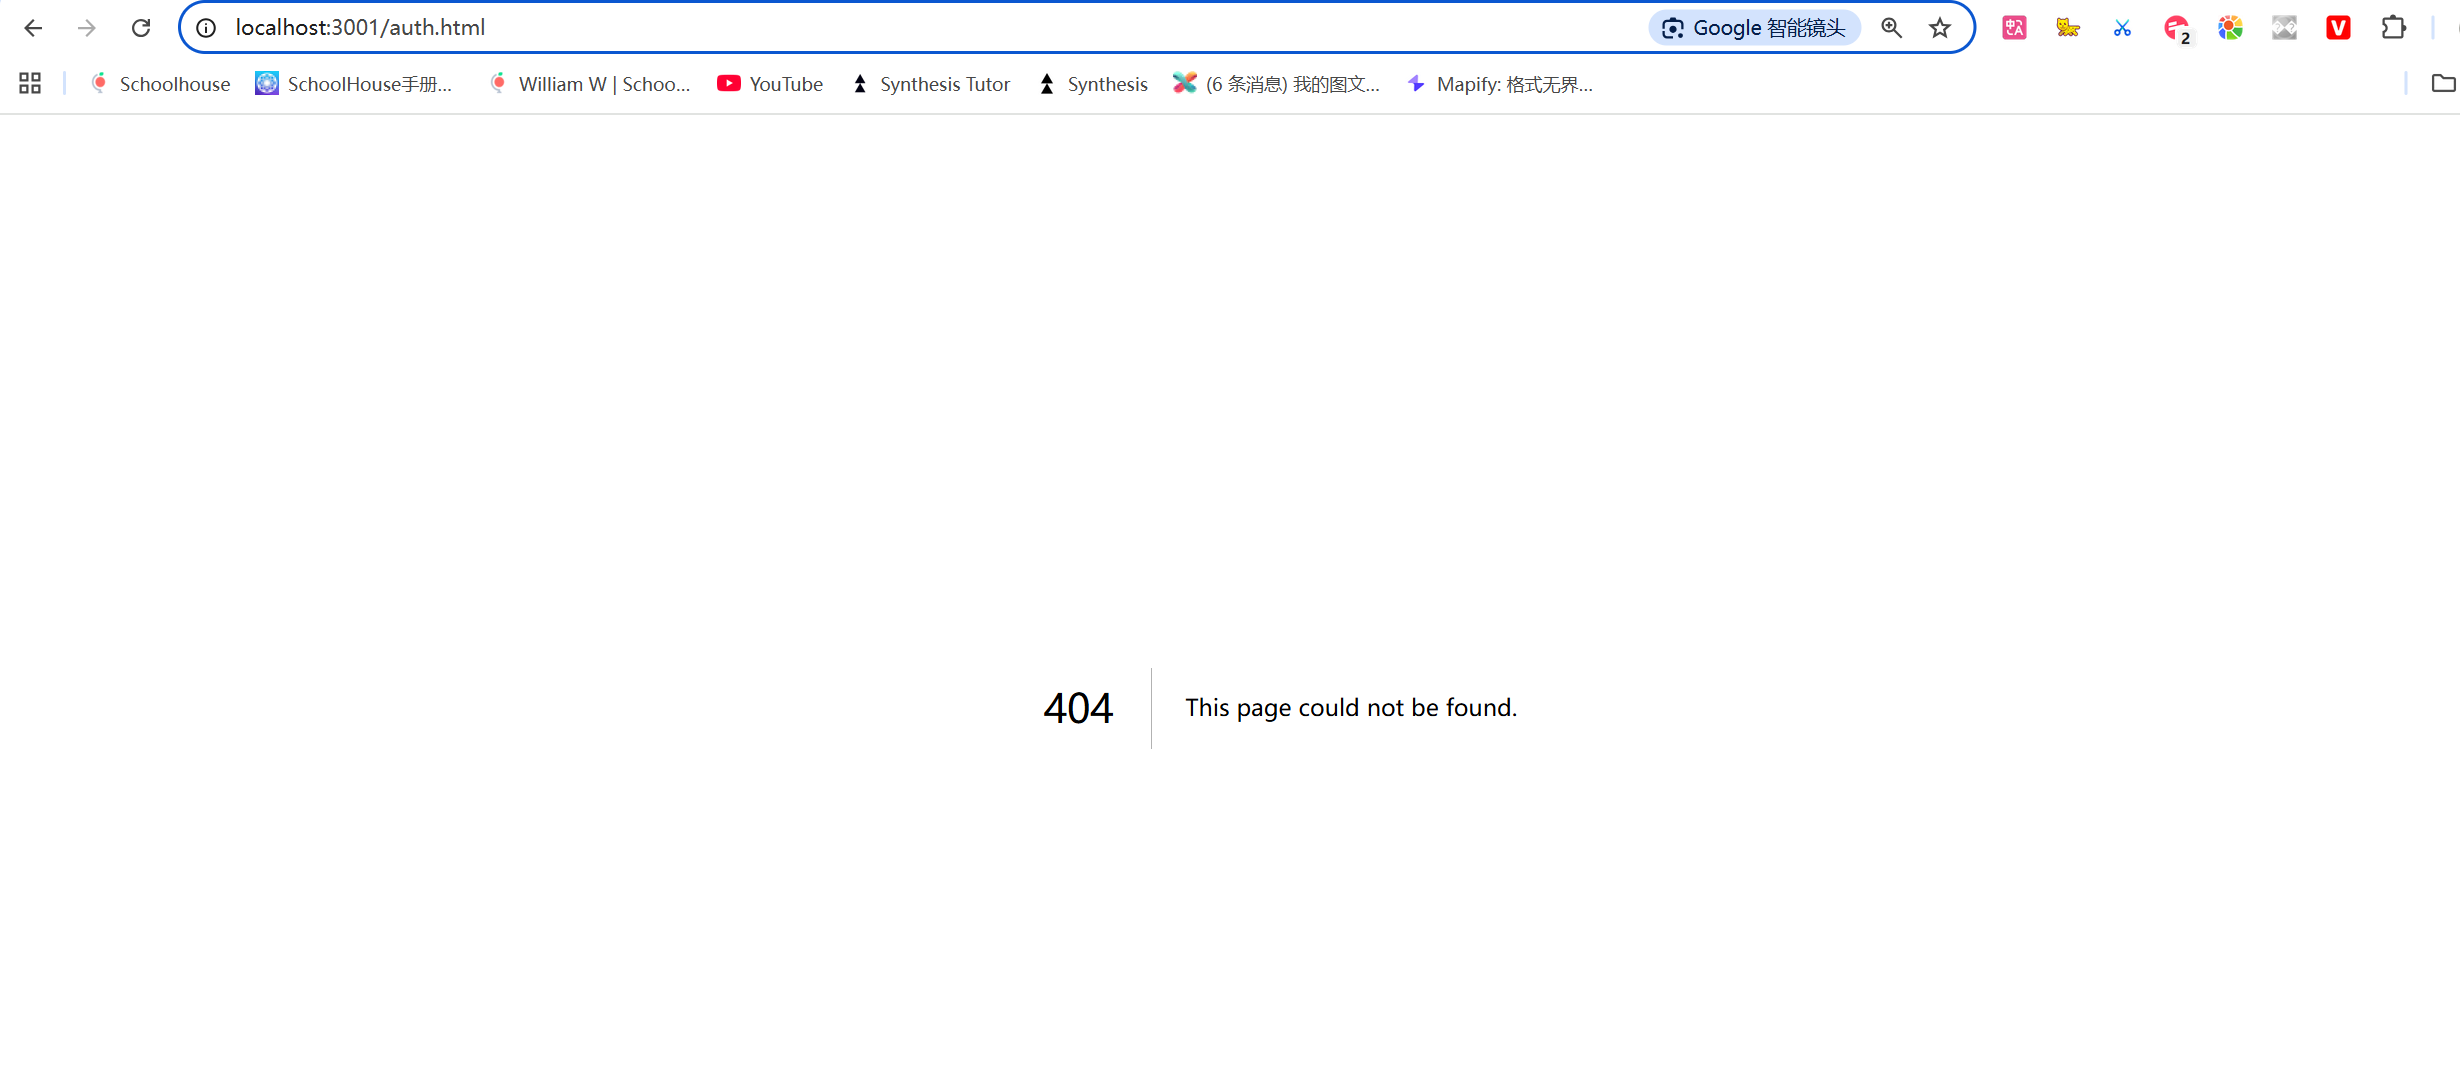 localhost:3001/auth.html
Google 智能镜头
中
A
2
V
Schoolhouse
SchoolHouse手册...
William W | Schoo...
YouTube
Synthesis Tutor
Synthesis
(6 条消息) 我的图文...
Mapify: 格式无界...
404
This page could not be found.